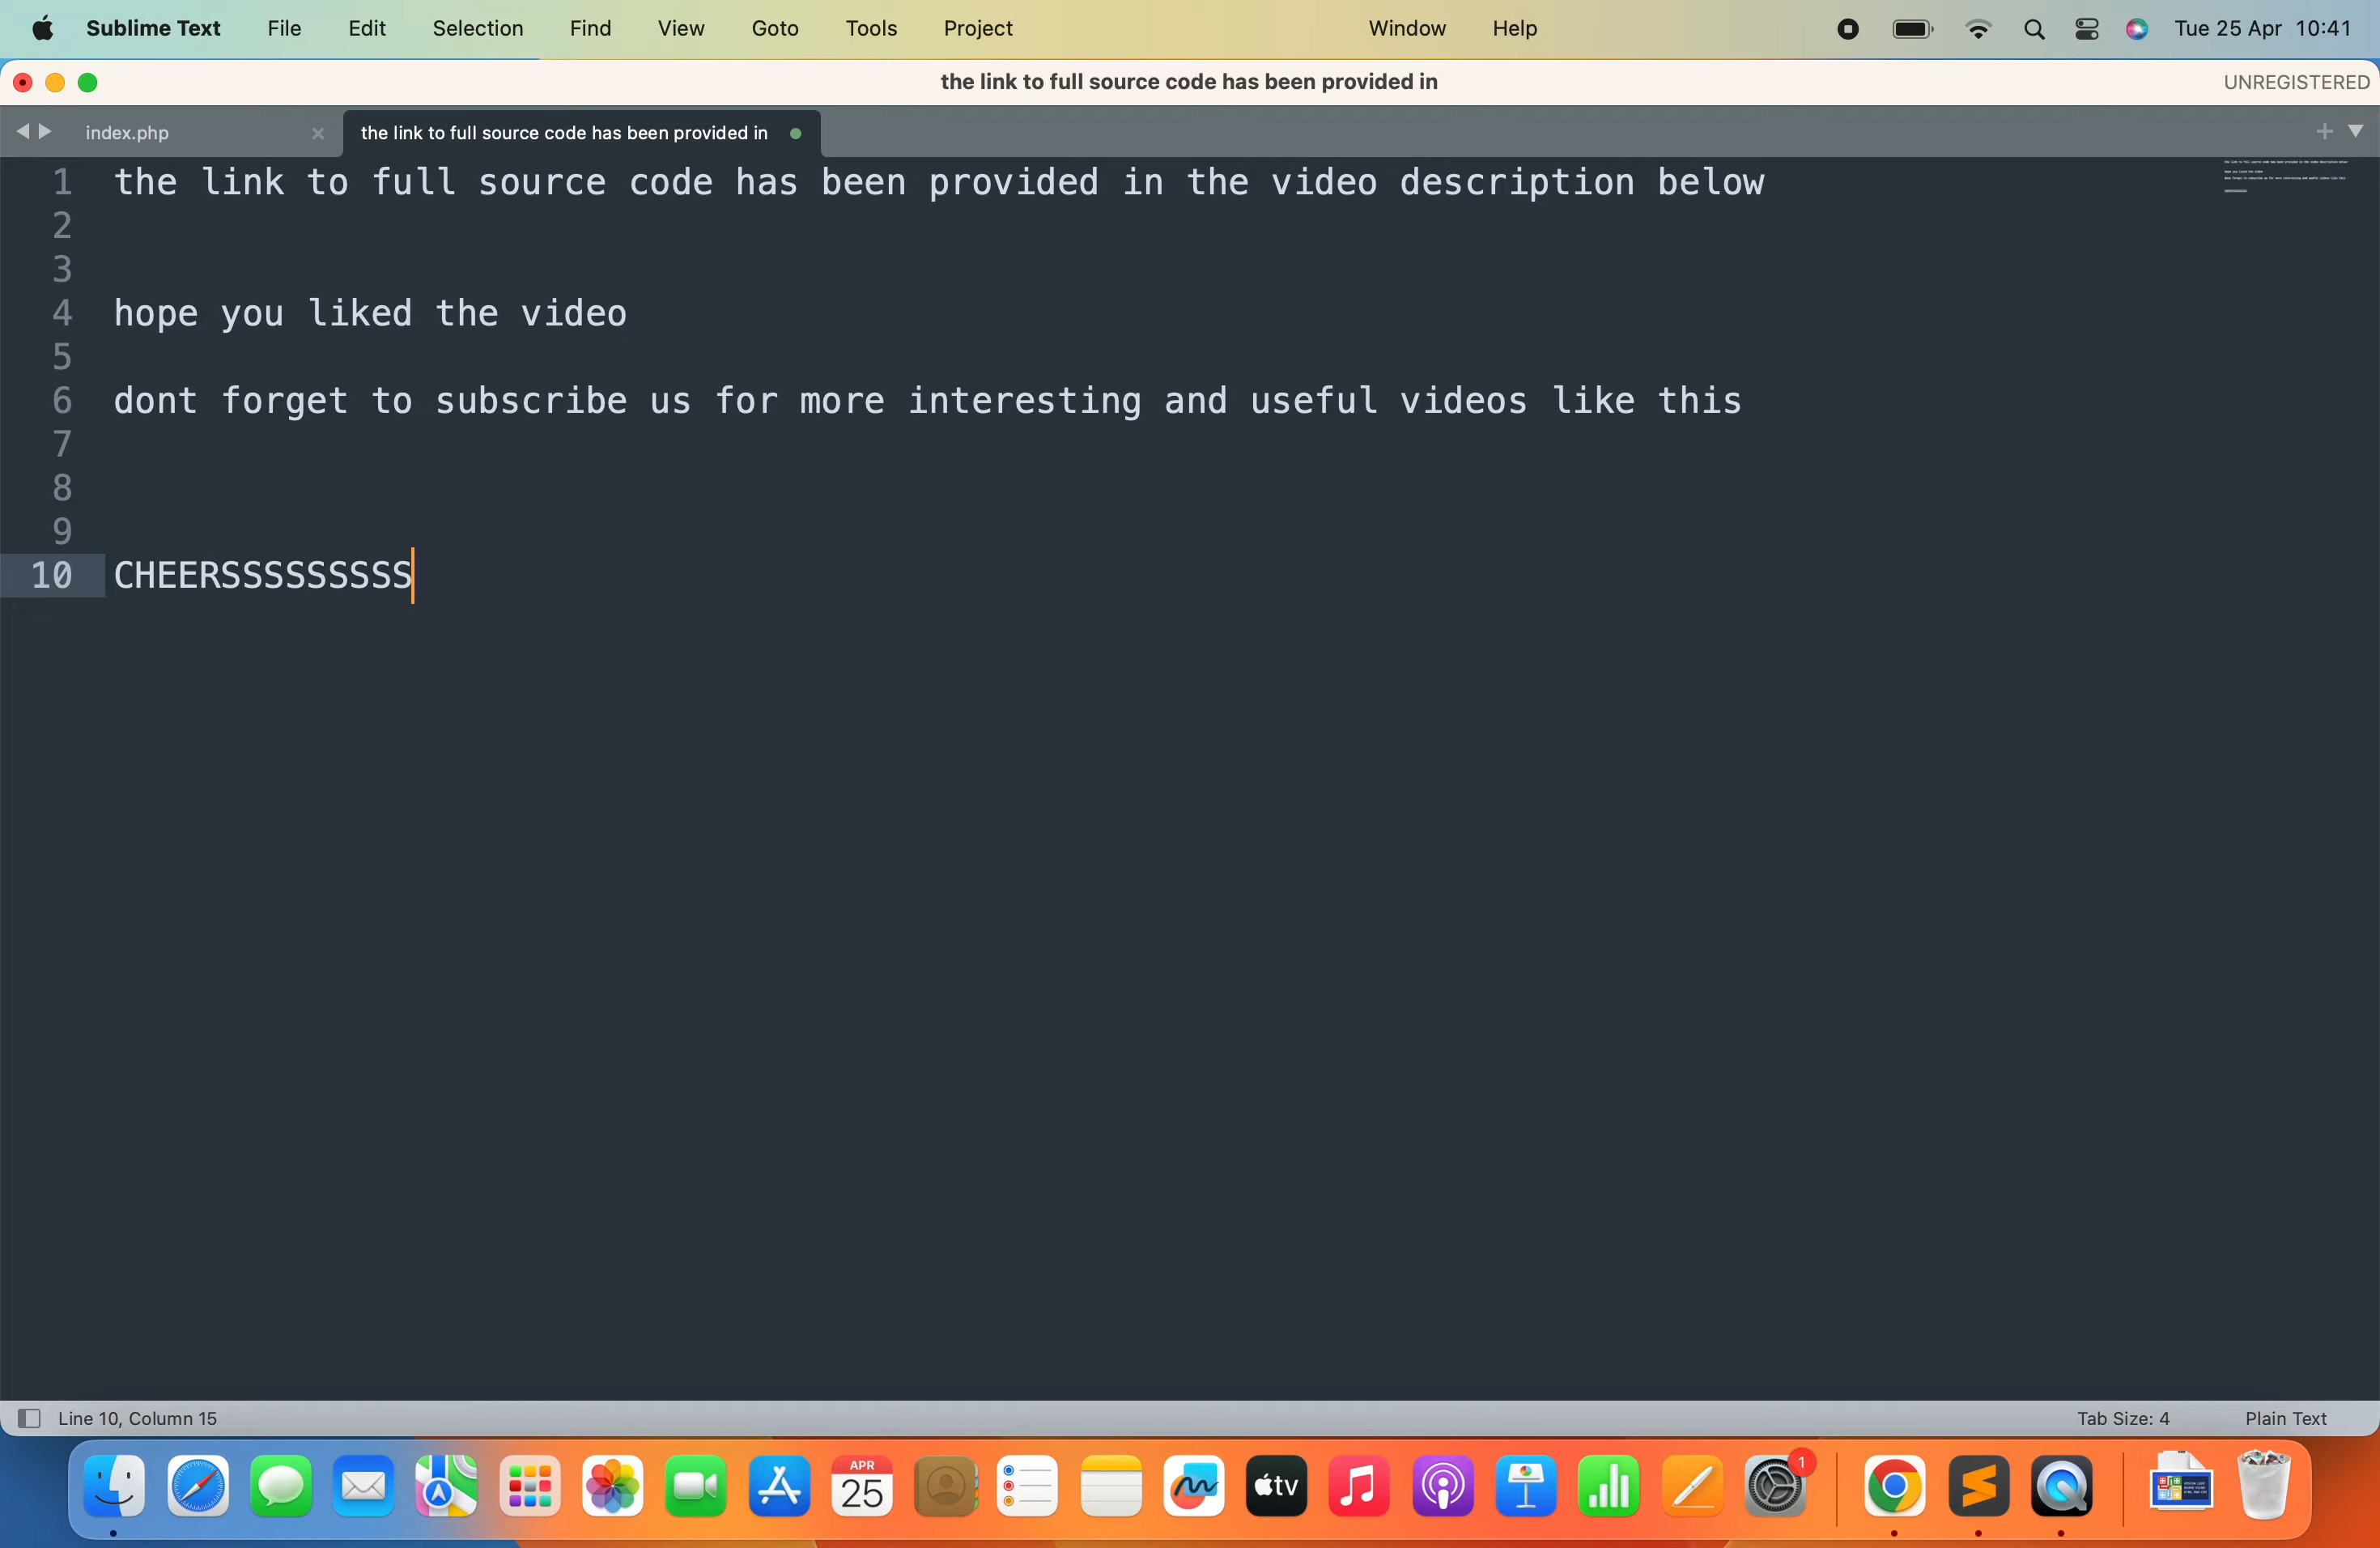 Sublime Text File Edit Selection Find View Goto Tools Project Window Help Tue 25 Apr 10:41
the link to full source code has been provided in UNREGISTERED
index.php the link to full source code has been provided in
1 the link to full source code has been provided in the video description below
2
3
4 hope you liked the video
5
6 dont forget to subscribe us for more interesting and useful videos like this
7
8
9
10 CHEERSSSSSSSSS
Line 10, Column 15 Tab Size: 4 Plain Text
APR
25
tv
1